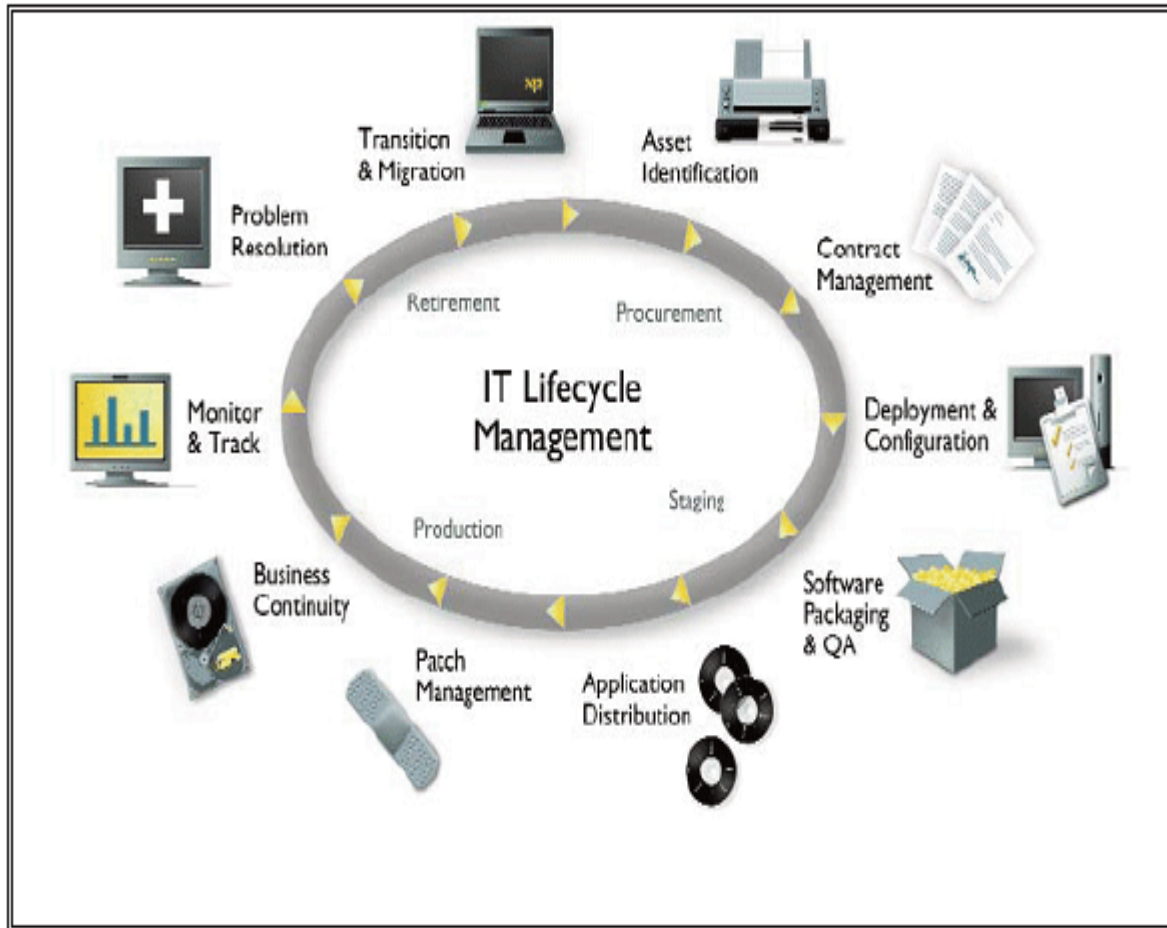 Transition
& Migration
Asset
Identification
Problem
Resolution
Contract
Management
Retirement
Procurement
IT Lifecycle
Management
Monitor
& Track
Deployment &
Configuration
Production
Staging
Business
Continuity
Software
Packaging
& QA
Patch
Management
Application
Distribution
xp